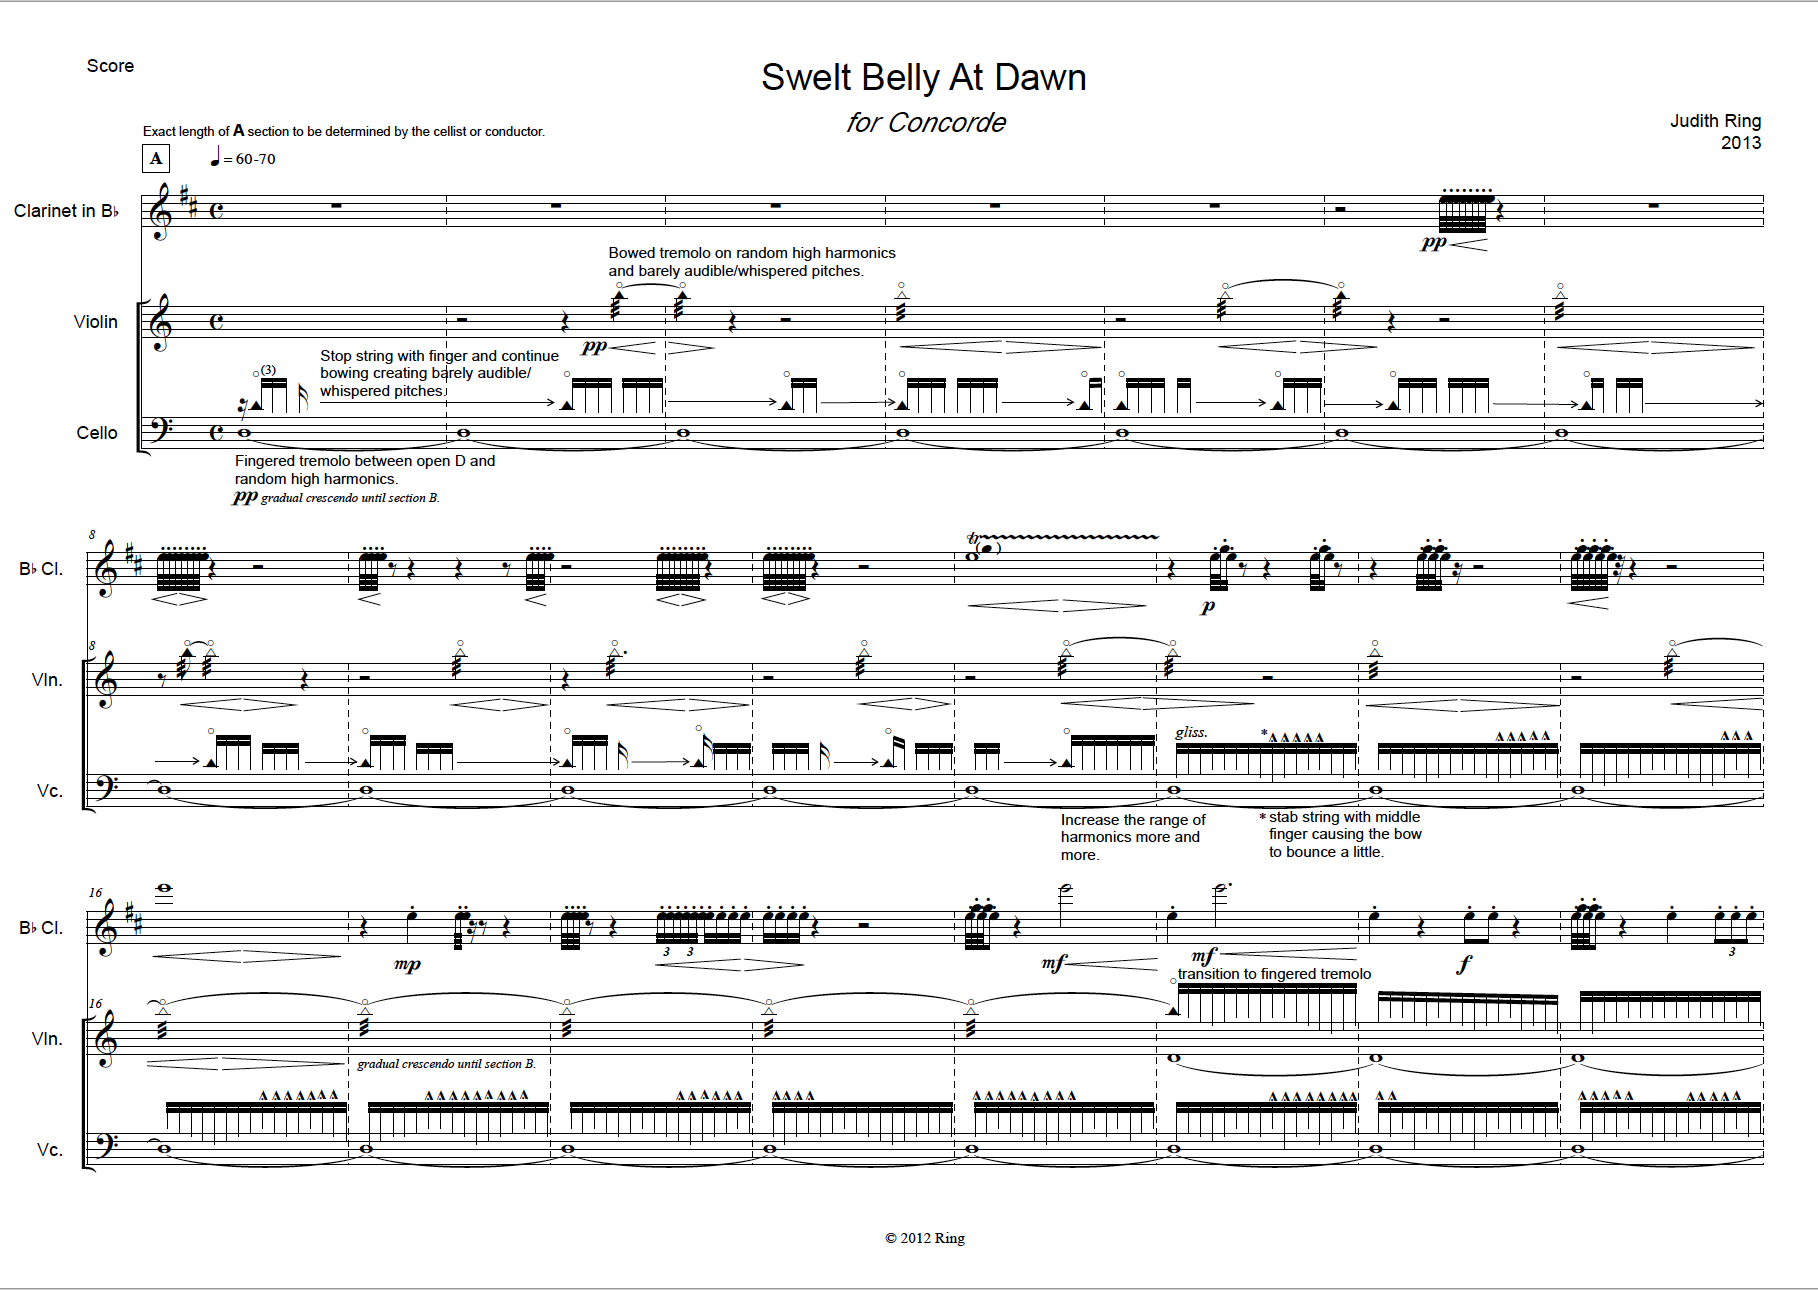 Score
Swelt Belly At Dawn
for Concorde
Judith Ring
2013
Exact length of A section to be determined by the cellist or conductor.
A
= 60-70
Clarinet in B♭
pp
Bowed tremolo on random high harmonics
and barely audible/whispered pitches.
Violin
pp
Stop string with finger and continue
bowing creating barely audible/
whispered pitches.
(3)
Cello
Fingered tremolo between open D and
random high harmonics.
pp gradual crescendo until section B.
8
B♭ Cl.
tr
p
8
Vln.
gliss.
*
Vc.
Increase the range of
harmonics more and
more.
* stab string with middle
finger causing the bow
to bounce a little.
16
B♭ Cl.
mp
3 3
mf
mf
f
3
transition to fingered tremolo
16
Vln.
gradual crescendo until section B.
Vc.
© 2012 Ring